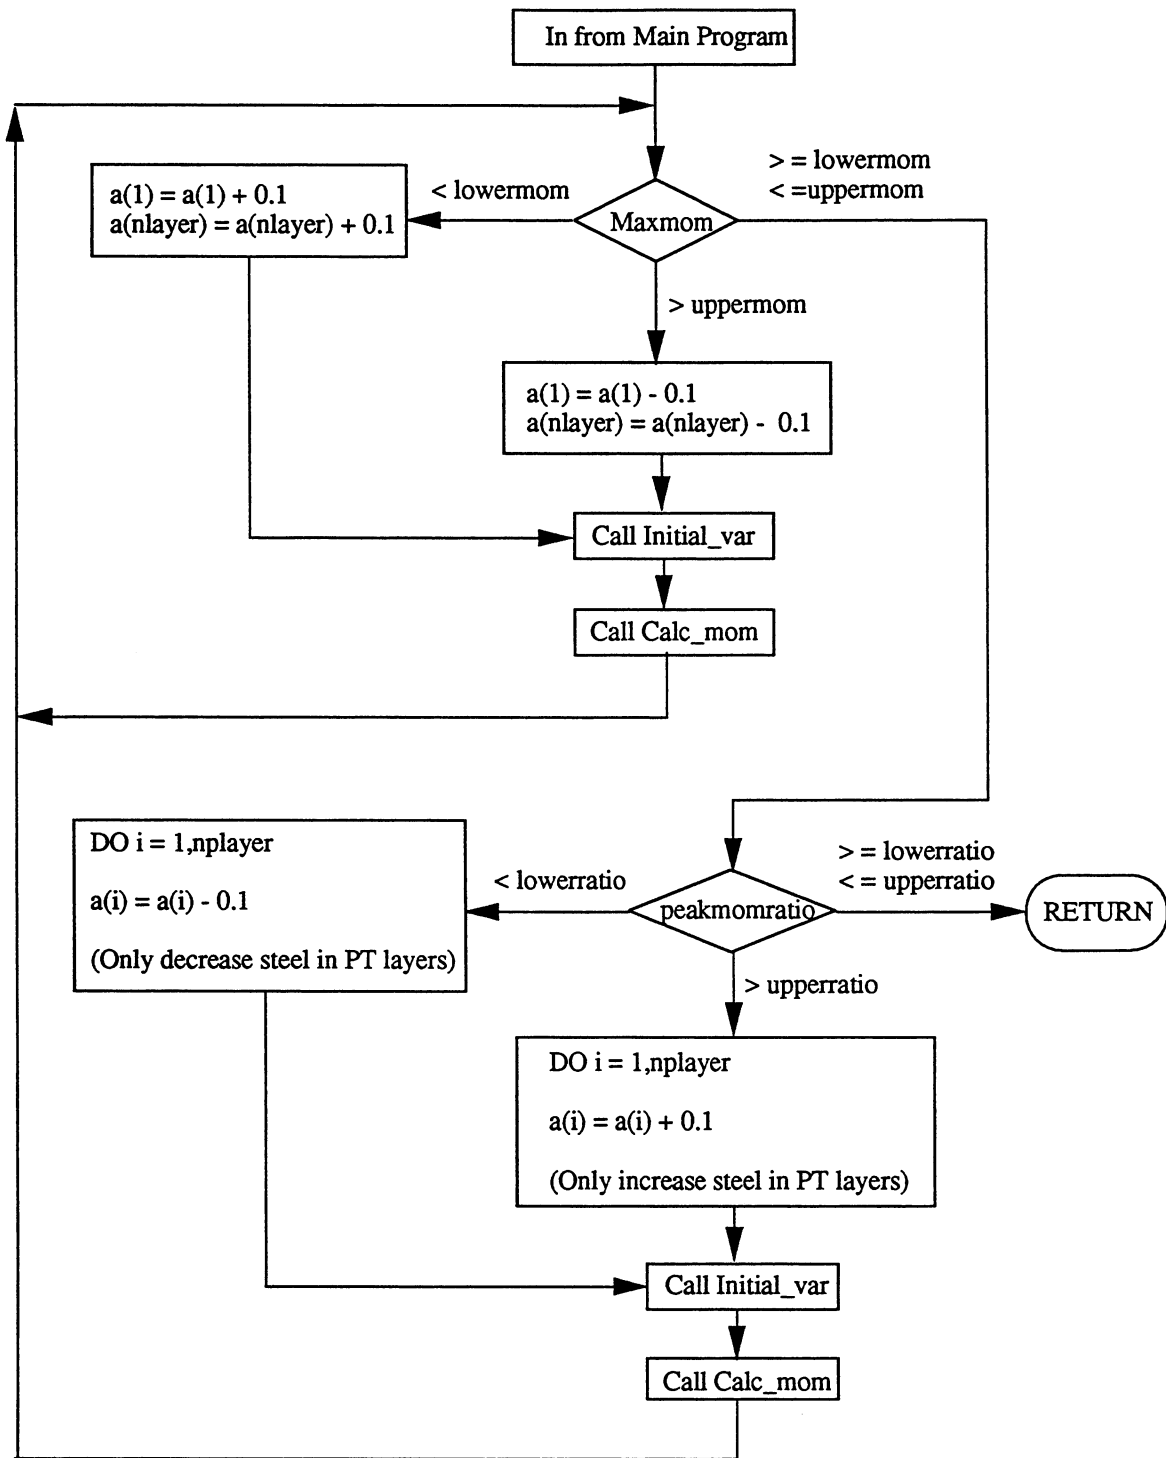 In from Main Program
> = lowermom
< =uppermom
< lowermom
a(1) = a(1) + 0.1
a(nlayer) = a(nlayer) + 0.1
Maxmom
> uppermom
a(1) = a(1) - 0.1
a(nlayer) = a(nlayer) - 0.1
Call Initial_var
Call Calc_mom
DO i = 1,nplayer
a(i) = a(i) - 0.1
(Only decrease steel in PT layers)
< lowerratio
> = lowerratio
< = upperratio
peakmomratio
RETURN
> upperratio
DO i = 1,nplayer
a(i) = a(i) + 0.1
(Only increase steel in PT layers)
Call Initial_var
Call Calc_mom